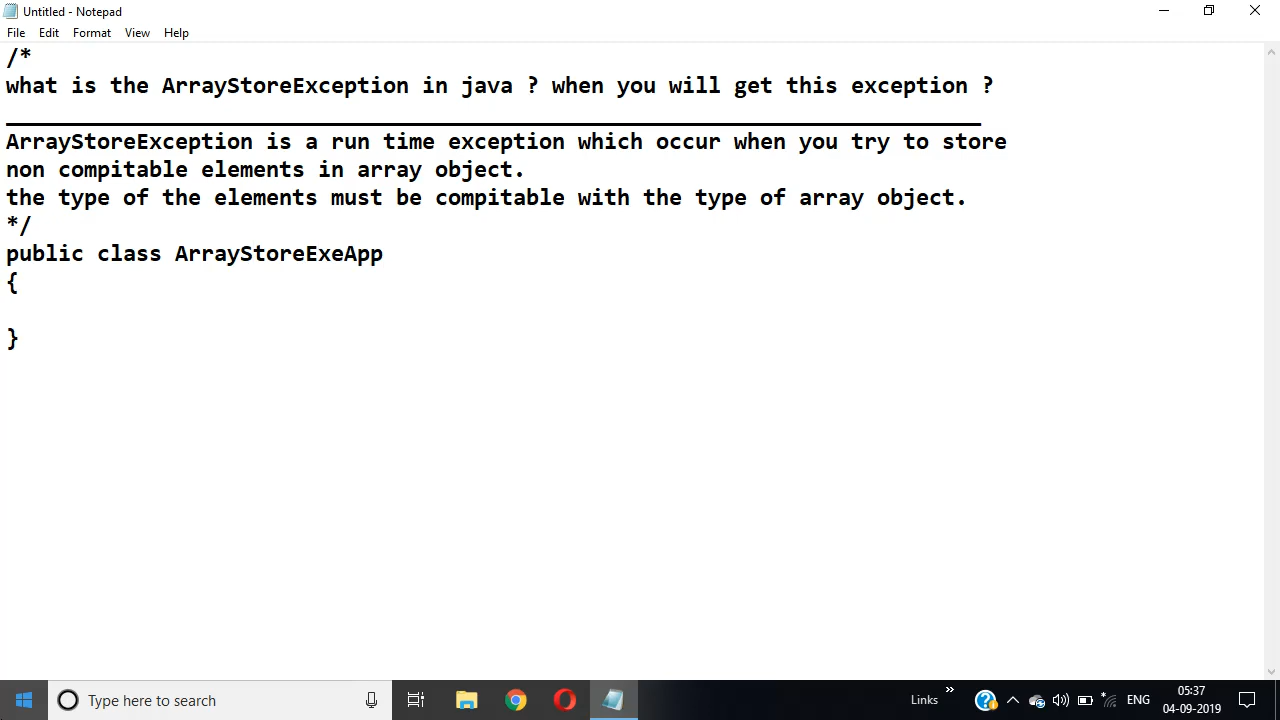 Untitled - Notepad
File Edit Format View Help
/*
what is the ArrayStoreException in java ? when you will get this exception ?
___________________________________________________________________________
ArrayStoreException is a run time exception which occur when you try to store
non compitable elements in array object.
the type of the elements must be compitable with the type of array object.
*/
public class ArrayStoreExeApp
{
}
Type here to search
Links
ENG
05:37
04-09-2019